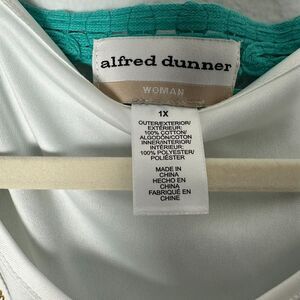 alfred dunner
WOMAN
1X
OUTER/EXTERIOR/
EXTÉRIEUR:
100% COTTON/
ALGODÓN/COTON
INNER/INTERIOR/
INTÉRIEUR:
100% POLYESTER/
POLIÉSTER
MADE IN
CHINA
HECHO EN
CHINA
FABRIQUÉ EN
CHINE